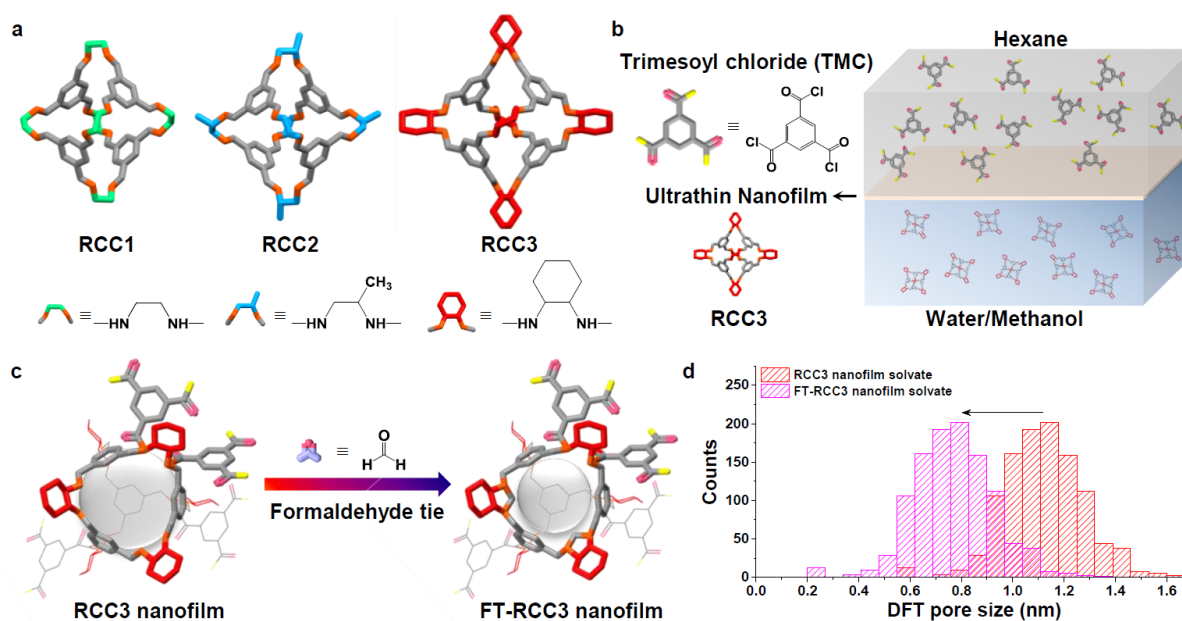 a
RCC1
RCC2
RCC3
≡
HN
HN
≡
CH₃
HN
HN
≡
HN
HN
b
Hexane
Trimesoyl chloride (TMC)
≡
O
Cl
Cl
O
O
Cl
Ultrathin Nanofilm
RCC3
Water/Methanol
c
≡
O
H
H
Formaldehyde tie
RCC3 nanofilm
FT-RCC3 nanofilm
d
RCC3 nanofilm solvate
FT-RCC3 nanofilm solvate
Counts
250
200
150
100
50
0
0.0 0.2 0.4 0.6 0.8 1.0 1.2 1.4 1.6
DFT pore size (nm)